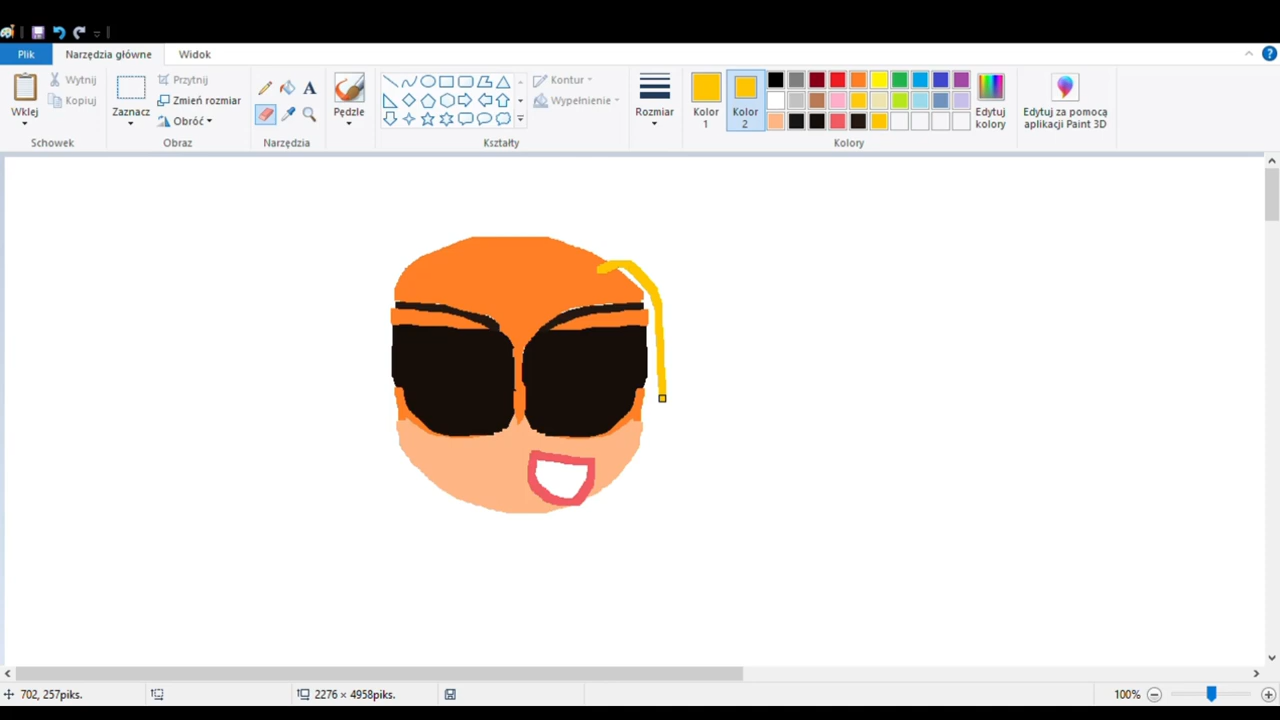 Plik Narzędzia główne Widok
Wklej
Wytnij
Kopiuj
Schowek
Zaznacz
Przytnij
Zmień rozmiar
Obróć
Obraz
A
Narzędzia
Pędzle
Kontur
Wypełnienie
Kształty
Rozmiar
Kolor
1
Kolor
2
Edytuj
kolory
Kolory
Edytuj za pomocą
aplikacji Paint 3D
702, 257piks.
2276 × 4958piks.
100%